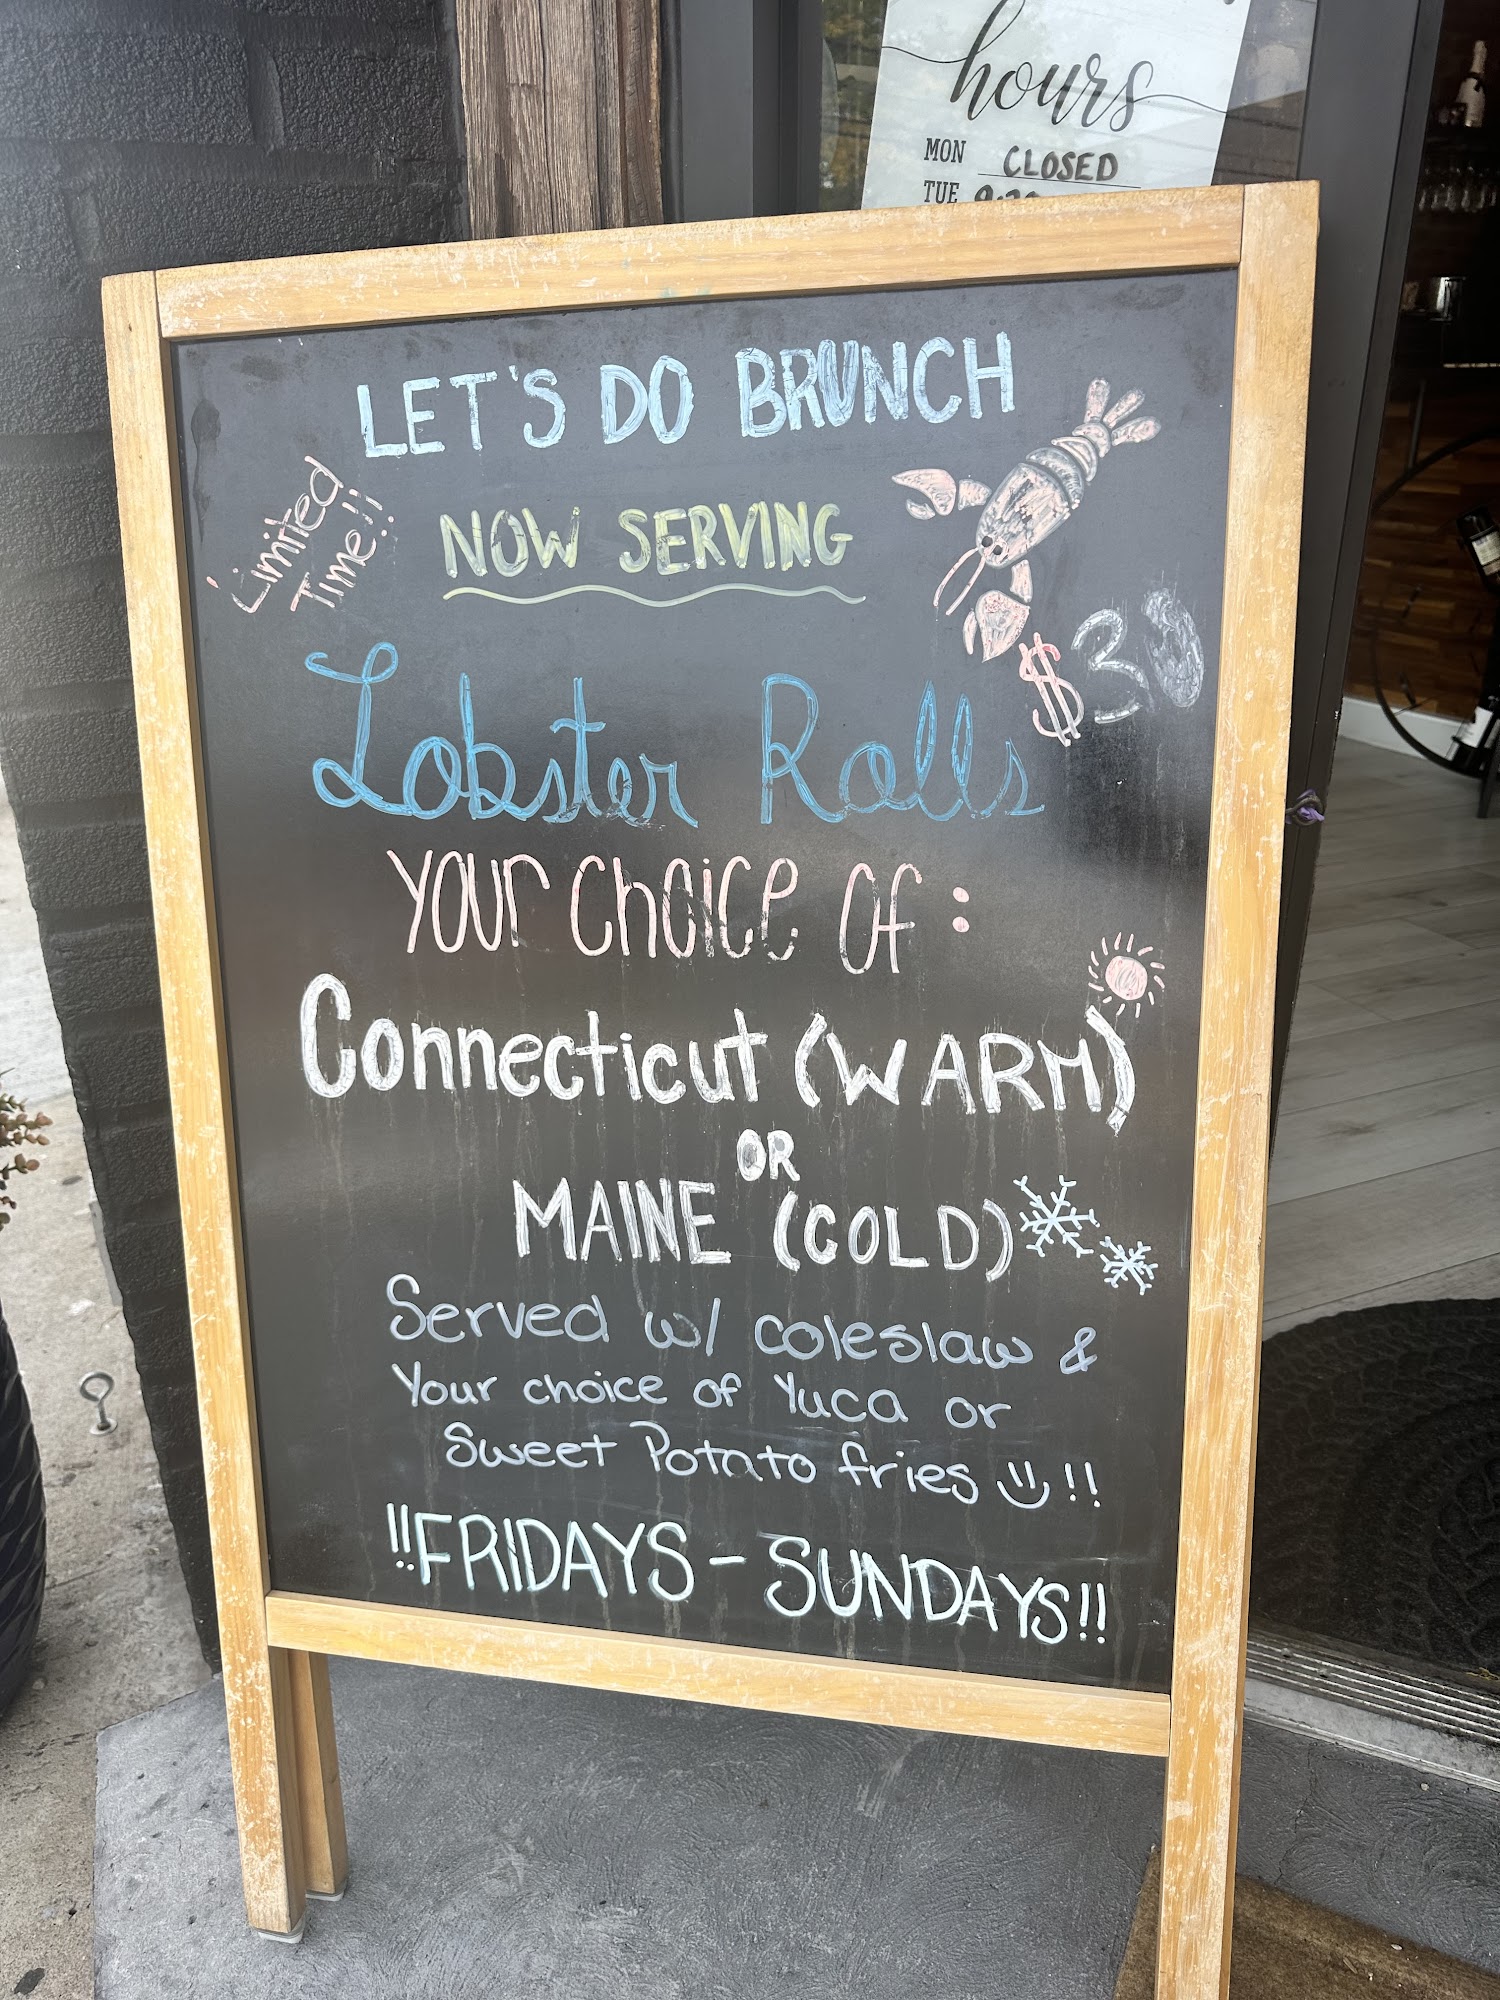 hours
MON CLOSED
TUE
LET'S DO BRUNCH
Limited
Time!!
NOW SERVING
$30
Lobster Rolls
Your choice of:
Connecticut (WARM)
OR
MAINE (COLD)
Served w/ coleslaw &
Your choice of Yuca or
Sweet Potato fries !!
!!FRIDAYS - SUNDAYS!!